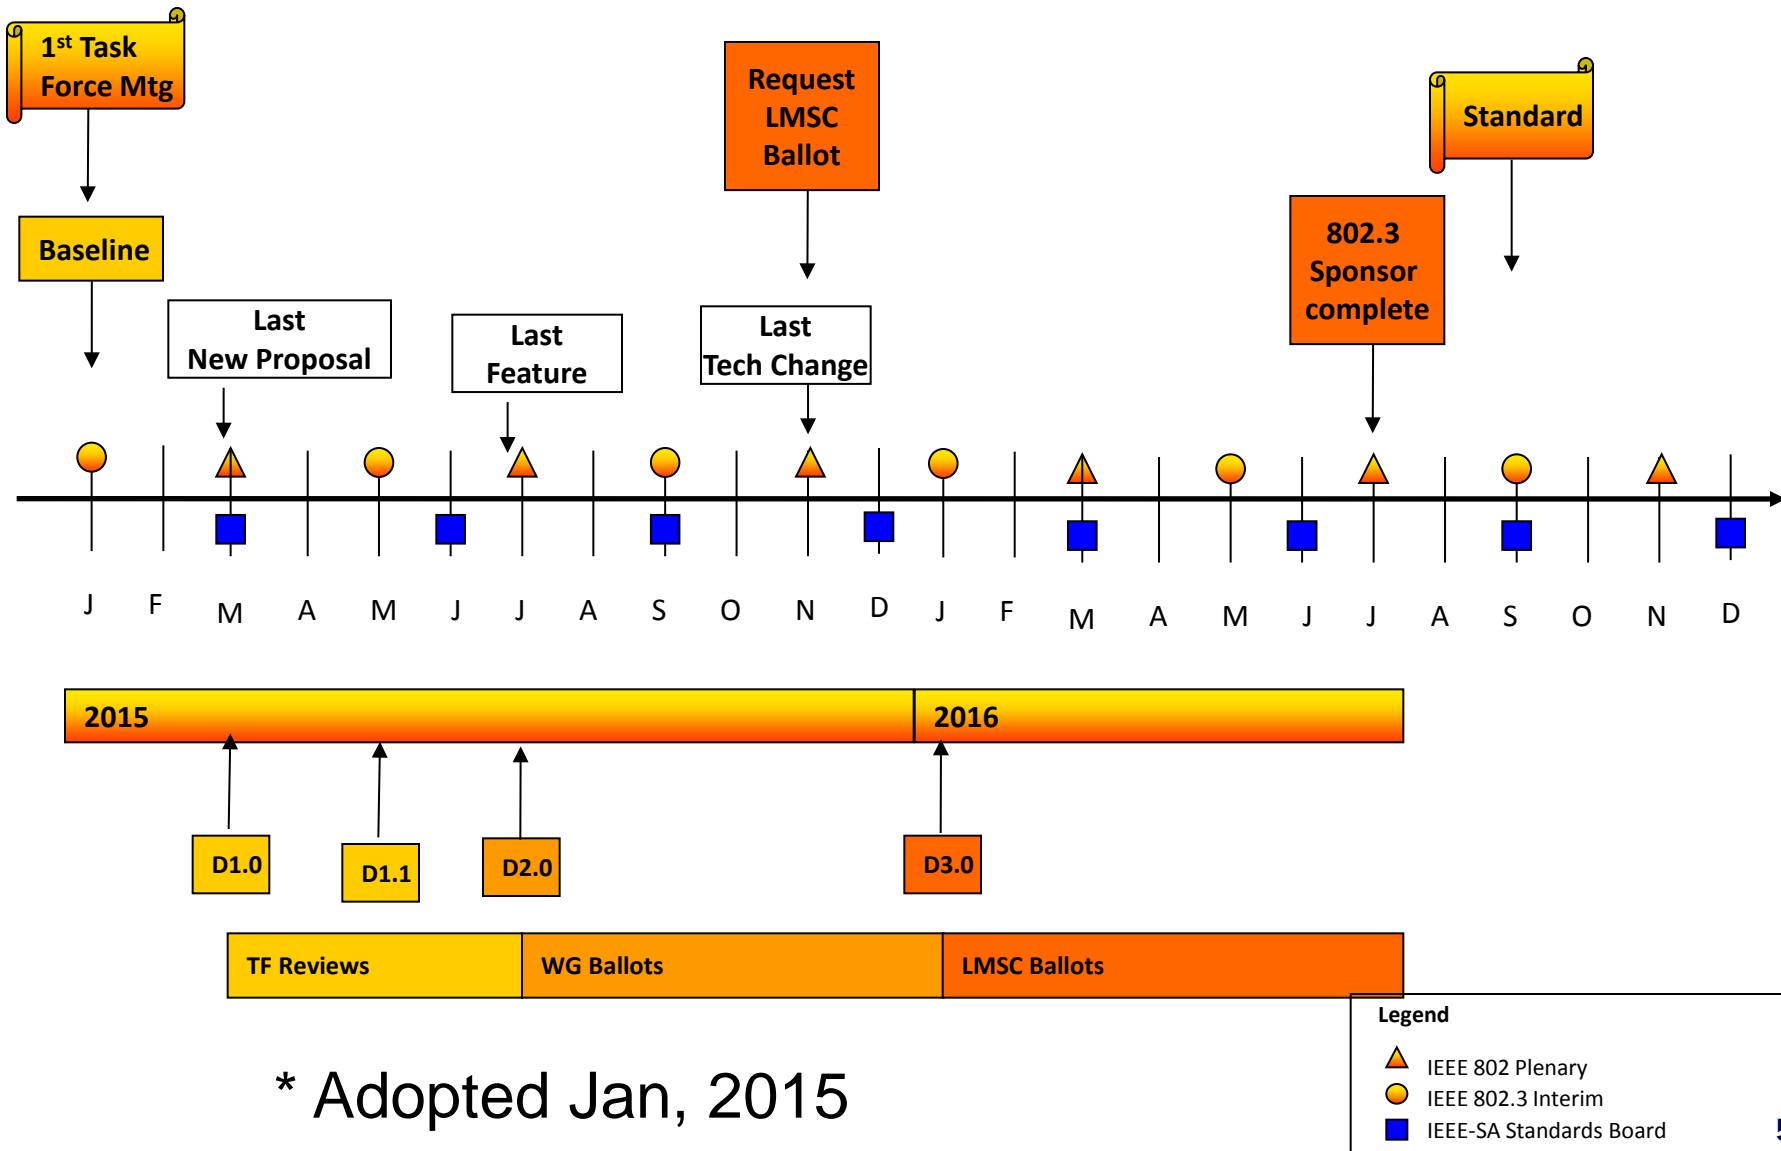 1st Task
Force Mtg
Request
LMSC
Ballot
Standard
Baseline
802.3
Sponsor
complete
Last
New Proposal
Last
Feature
Last
Tech Change
J F M A M J J A S O N D J F M A M J J A S O N D
2015 2016
D1.0 D1.1 D2.0 D3.0
TF Reviews WG Ballots LMSC Ballots
Legend
IEEE 802 Plenary
IEEE 802.3 Interim
IEEE-SA Standards Board
* Adopted Jan, 2015